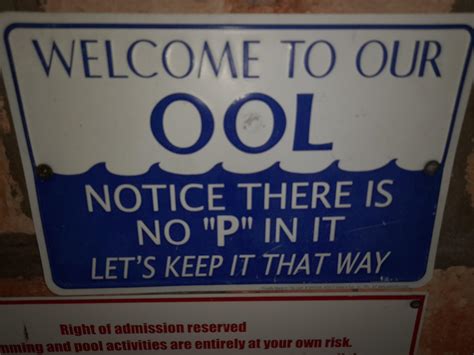 WELCOME TO OUR
OOL
NOTICE THERE IS
NO "P" IN IT
LET'S KEEP IT THAT WAY
Right of admission reserved
mming and pool activities are entirely at your own risk.